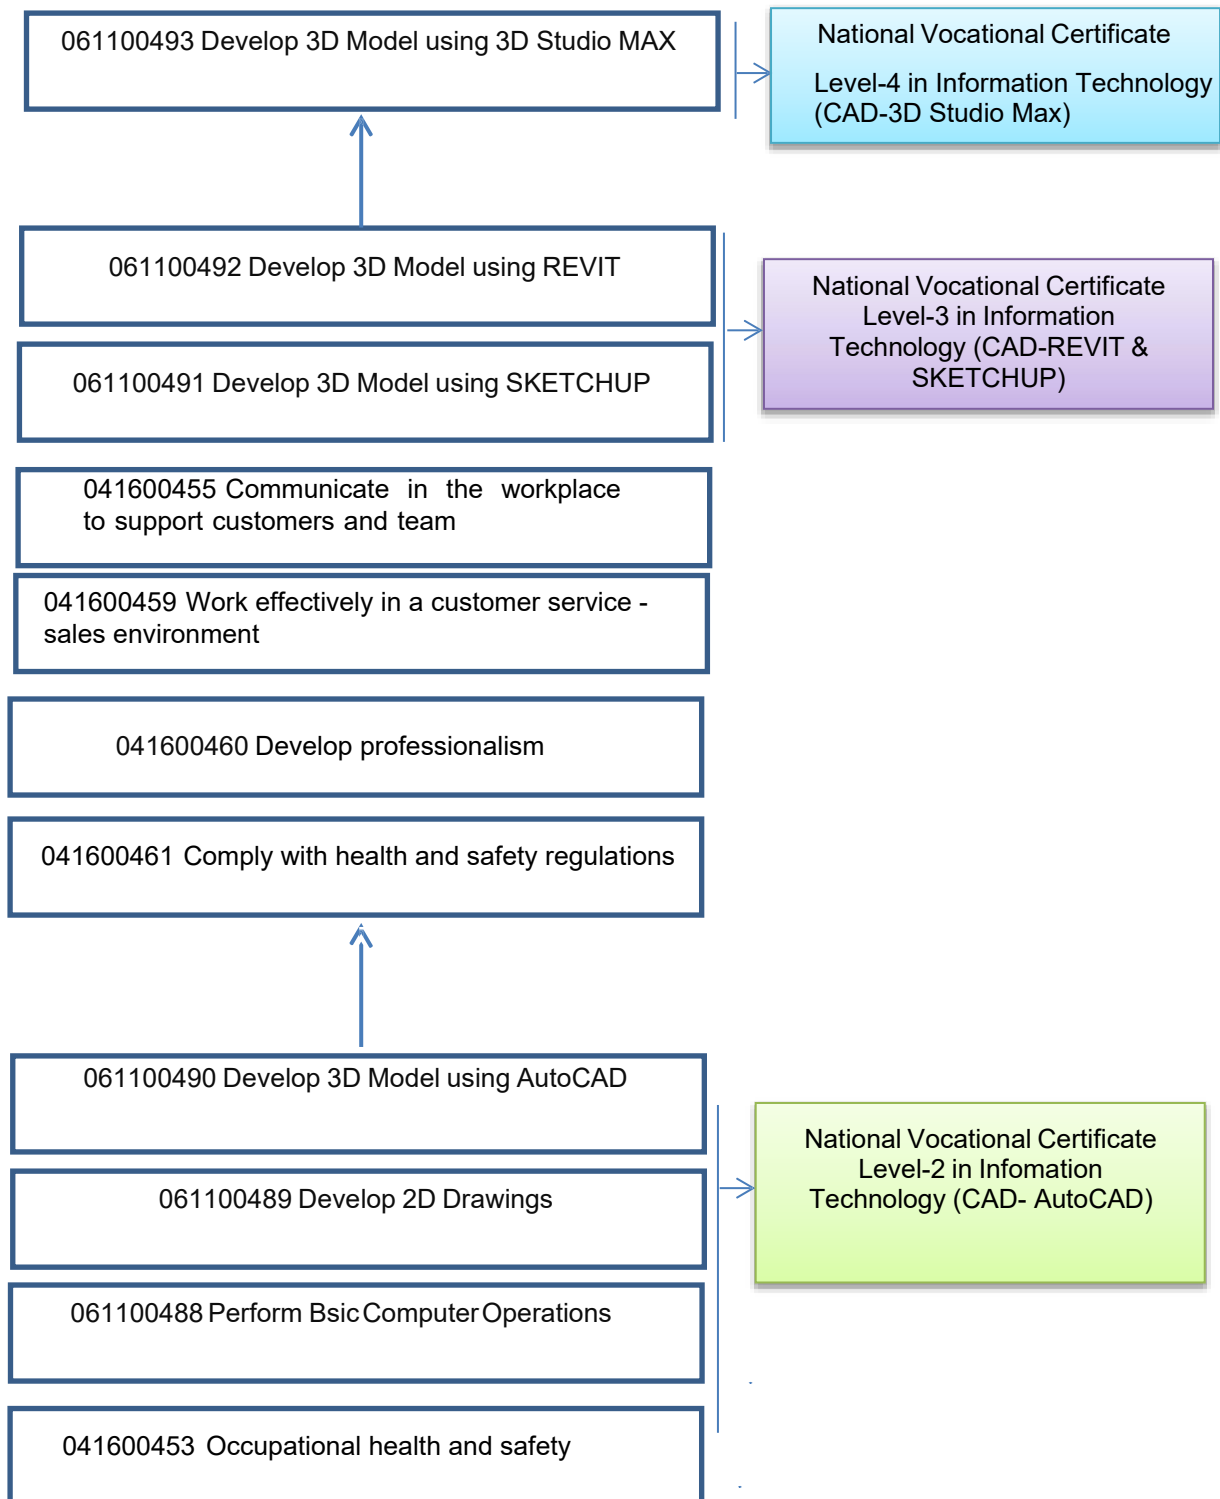 061100493 Develop 3D Model using 3D Studio MAX
National Vocational Certificate
Level-4 in Information Technology
(CAD-3D Studio Max)
061100492 Develop 3D Model using REVIT
061100491 Develop 3D Model using SKETCHUP
National Vocational Certificate
Level-3 in Information
Technology (CAD-REVIT &
SKETCHUP)
041600455 Communicate in the workplace
to support customers and team
041600459 Work effectively in a customer service -
sales environment
041600460 Develop professionalism
041600461 Comply with health and safety regulations
061100490 Develop 3D Model using AutoCAD
061100489 Develop 2D Drawings
061100488 Perform Bsic Computer Operations
041600453 Occupational health and safety
National Vocational Certificate
Level-2 in Infomation
Technology (CAD- AutoCAD)